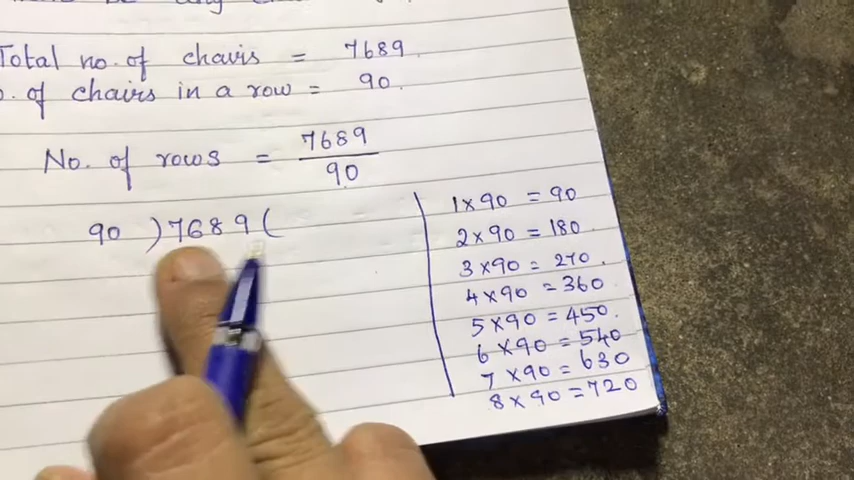 Total no. of chairs = 7689
. of chairs in a row = 90.
No. of rows = 7689
90
90 ) 7689 (
1 x 90 = 90
2 x 90 = 180
3 x 90 = 270.
4 x 90 = 360
5 x 90 = 450.
6 x 90 = 540
7 x 90 = 630
8 x 90 = 720